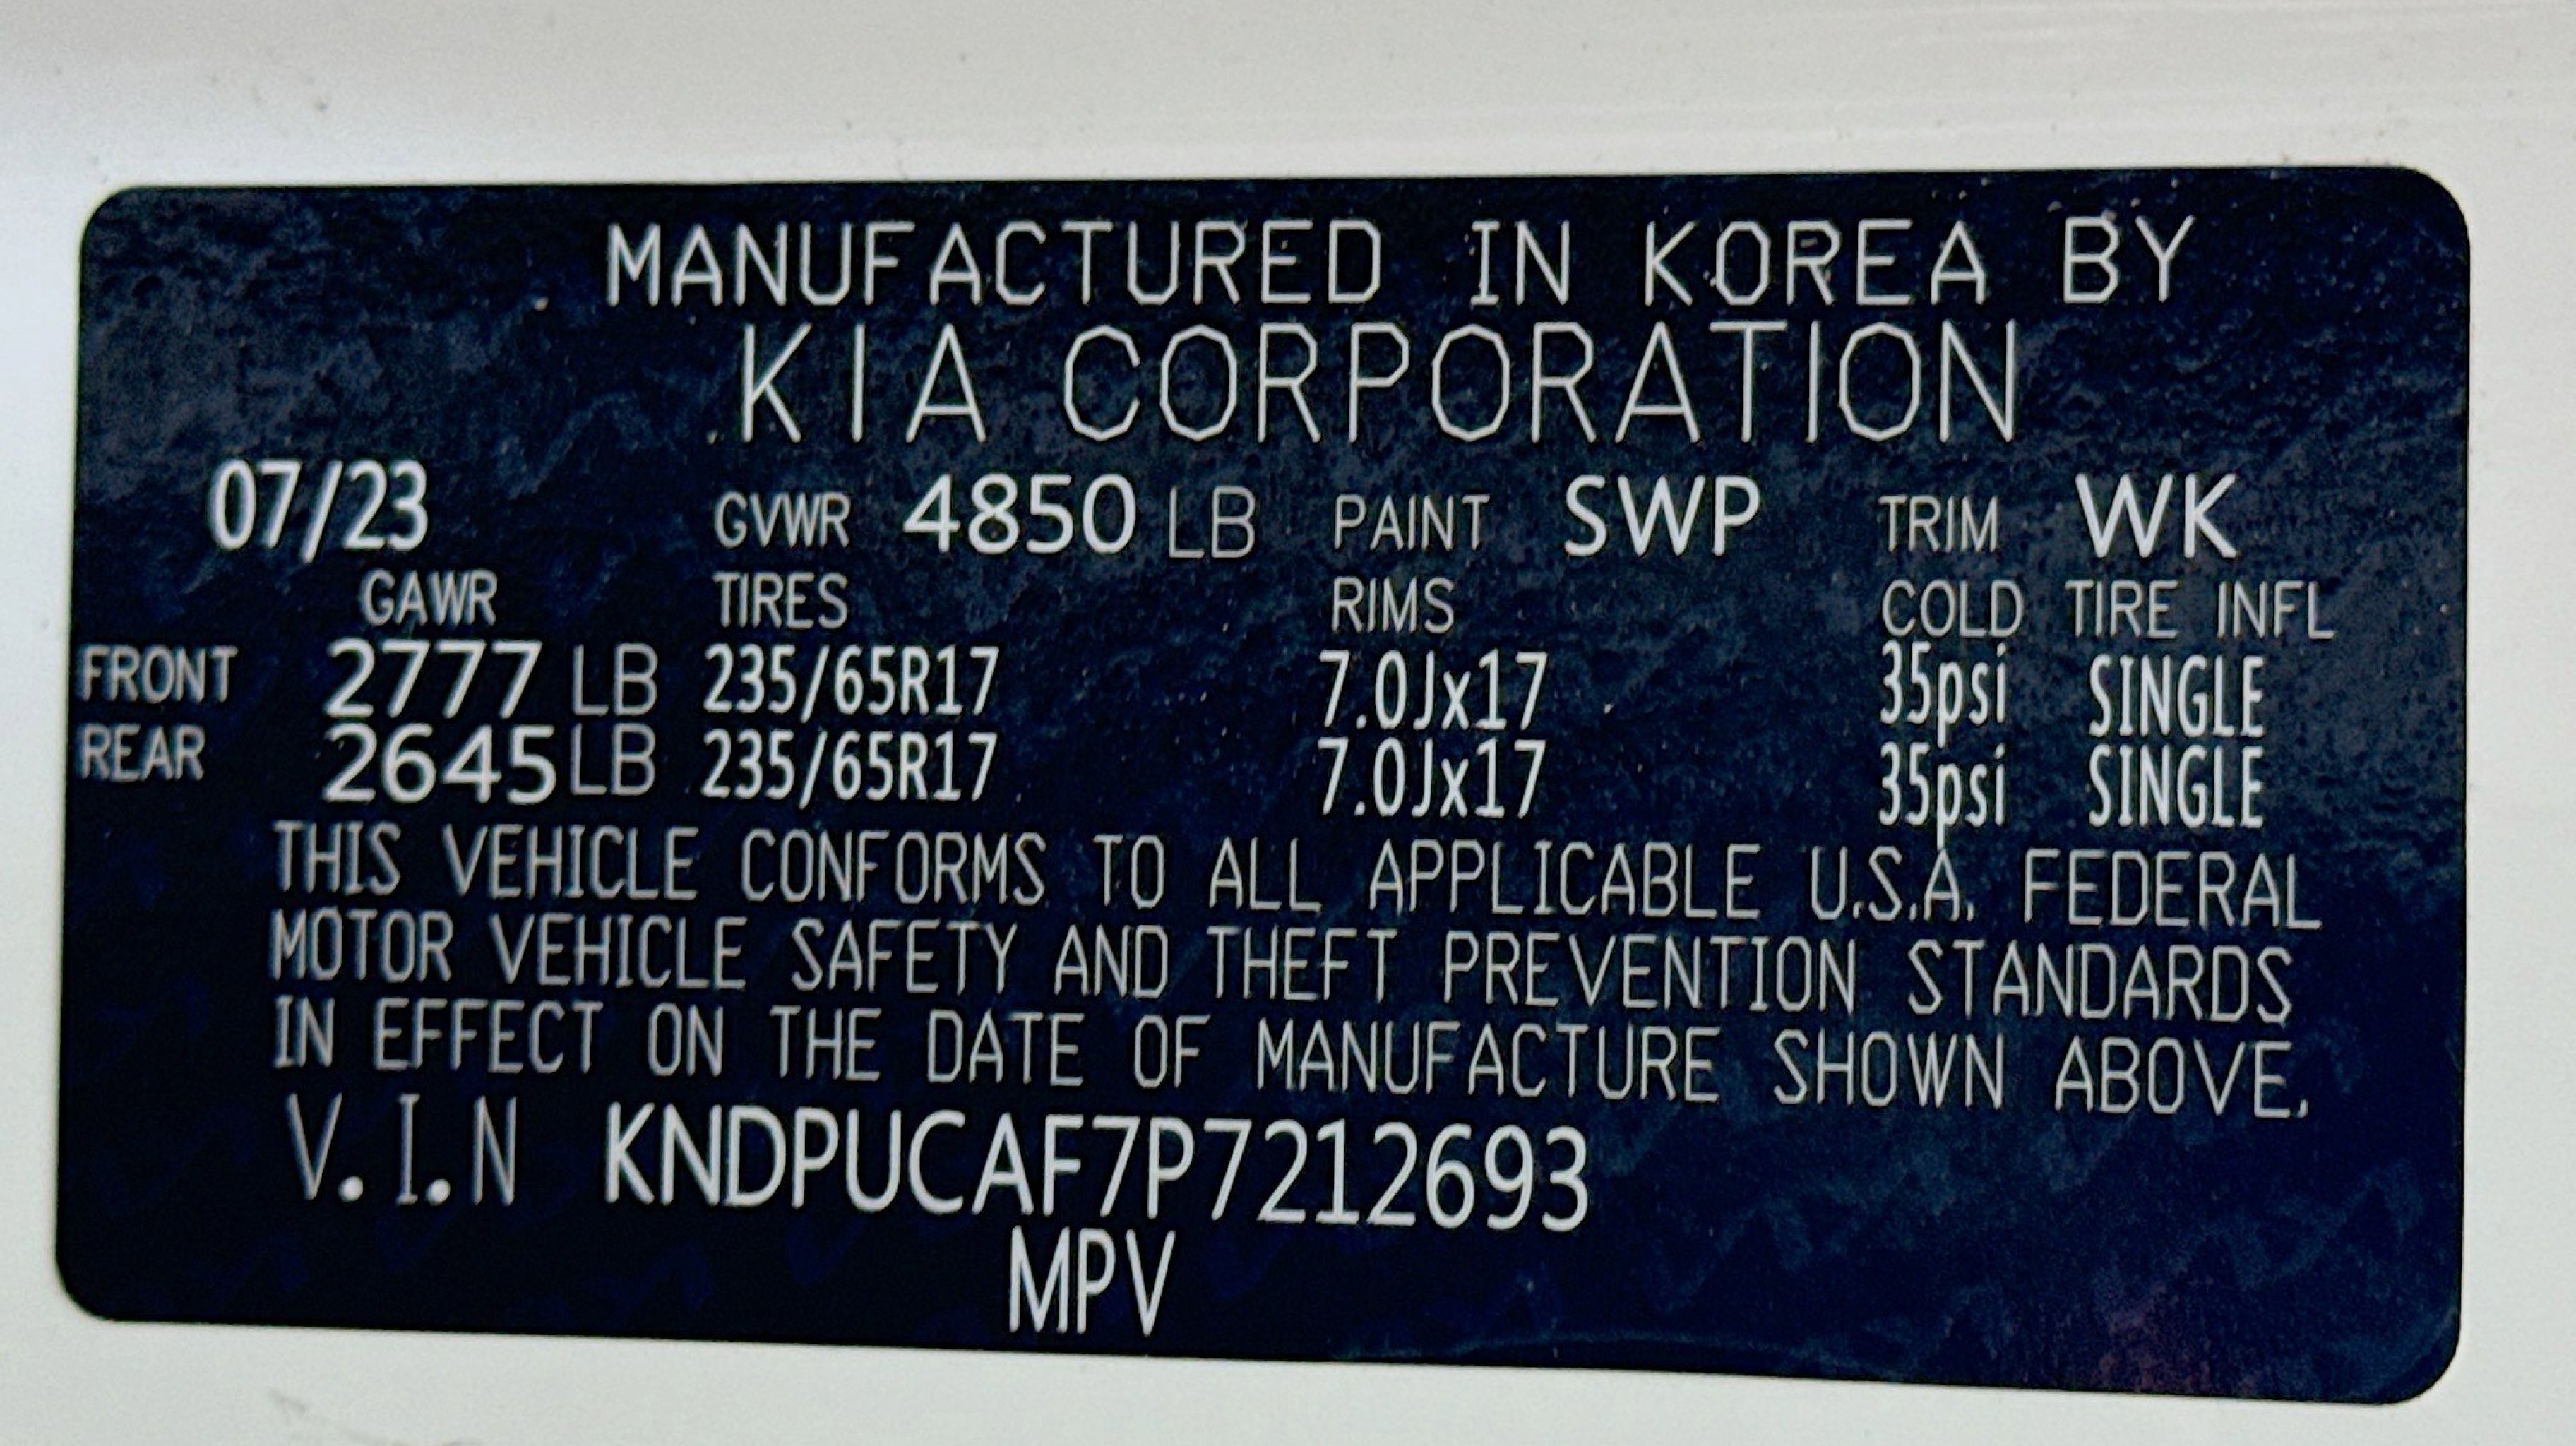 MANUFACTURED IN KOREA BY
KIA CORPORATION
07/23 GVWR 4850 LB PAINT SWP TRIM WK
GAWR TIRES RIMS COLD TIRE INFL
FRONT 2777 LB 235/65R17 7.0Jx17 35psi SINGLE
REAR 2645 LB 235/65R17 7.0Jx17 35psi SINGLE
THIS VEHICLE CONFORMS TO ALL APPLICABLE U.S.A. FEDERAL
MOTOR VEHICLE SAFETY AND THEFT PREVENTION STANDARDS
IN EFFECT ON THE DATE OF MANUFACTURE SHOWN ABOVE.
V.I.N KNDPUCAF7P7212693
MPV